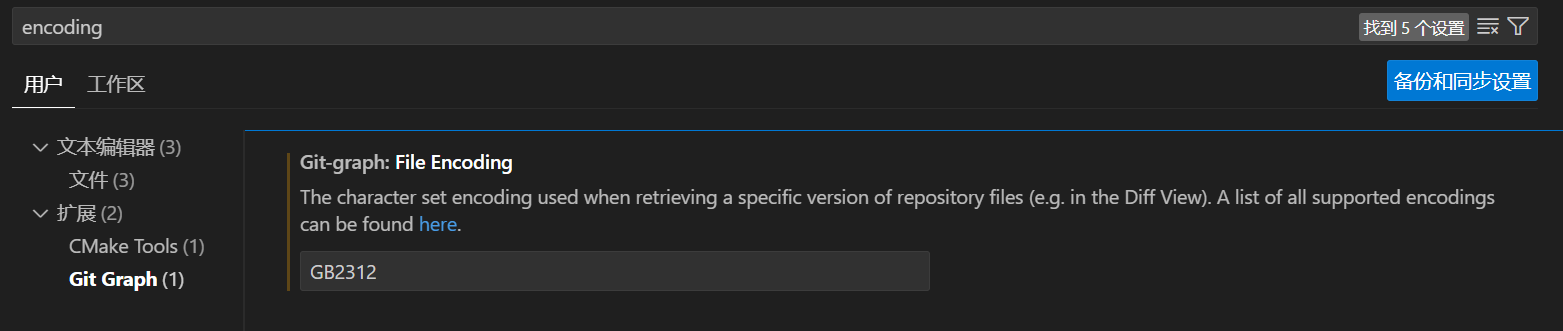 encoding
找到 5 个设置
用户
工作区
备份和同步设置
文本编辑器 (3)
文件 (3)
扩展 (2)
CMake Tools (1)
Git Graph (1)
Git-graph: File Encoding
The character set encoding used when retrieving a specific version of repository files (e.g. in the Diff View). A list of all supported encodings
can be found here.
GB2312